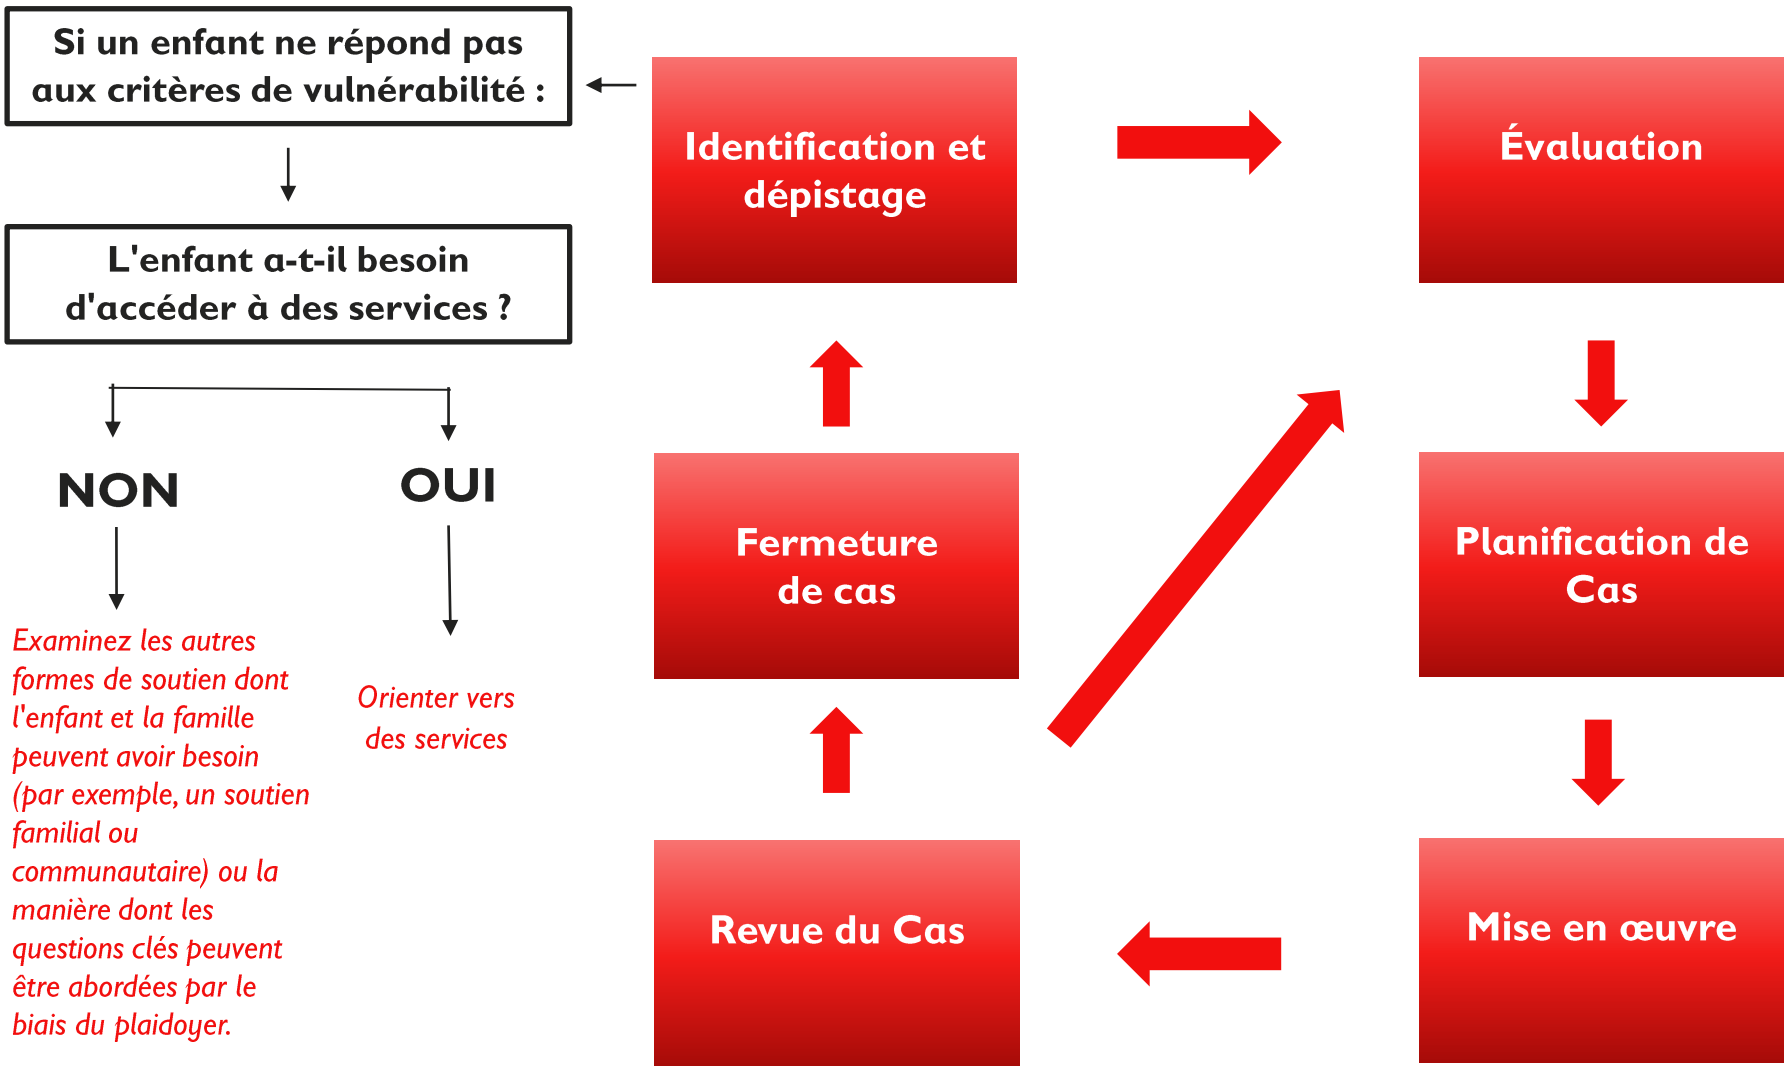 Si un enfant ne répond pas
aux critères de vulnérabilité :
L'enfant a-t-il besoin
d'accéder à des services ?
NON
OUI
Examinez les autres
formes de soutien dont
l'enfant et la famille
peuvent avoir besoin
(par exemple, un soutien
familial ou
communautaire) ou la
manière dont les
questions clés peuvent
être abordées par le
biais du plaidoyer.
Orienter vers
des services
Identification et
dépistage
Évaluation
Fermeture
de cas
Planification de
Cas
Revue du Cas
Mise en œuvre